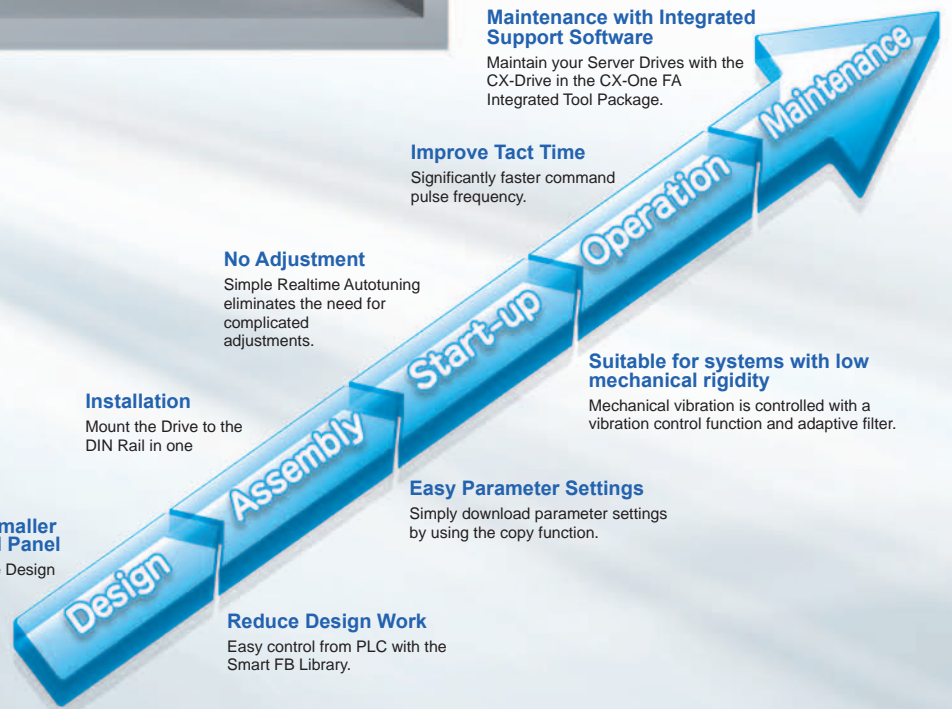 Maintenance with Integrated
Support Software
Maintain your Server Drives with the
CX-Drive in the CX-One FA
Integrated Tool Package.
Maintenance
Improve Tact Time
Significantly faster command
pulse frequency.
Operation
No Adjustment
Simple Realtime Autotuning
eliminates the need for
complicated
adjustments.
Start-up
Suitable for systems with low
mechanical rigidity
Mechanical vibration is controlled with a
vibration control function and adaptive filter.
Installation
Mount the Drive to the
DIN Rail in one
Assembly
Easy Parameter Settings
Simply download parameter settings
by using the copy function.
Panel
Design
Design
Reduce Design Work
Easy control from PLC with the
Smart FB Library.